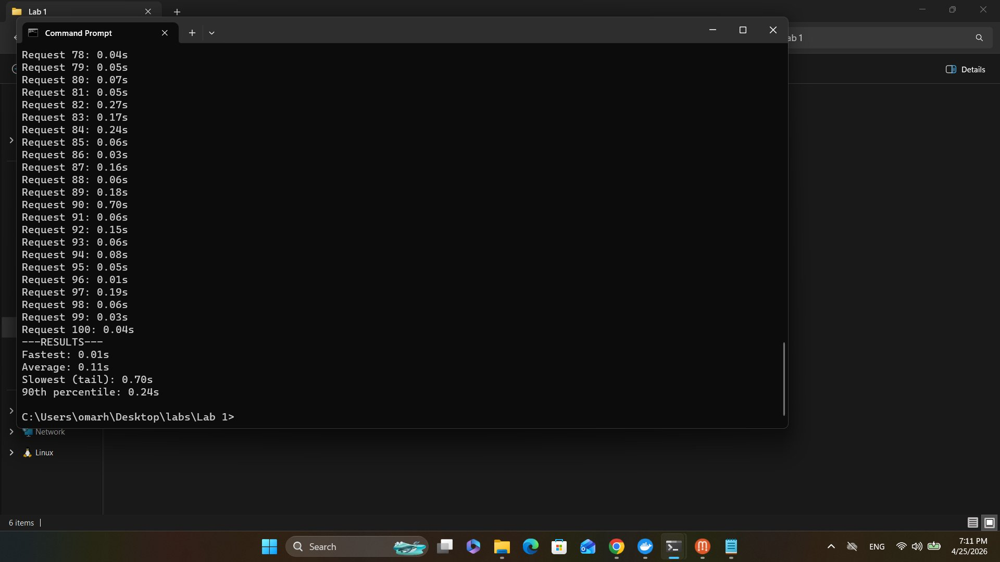 Lab 1
Command Prompt
ab 1
Details
Request 78: 0.04s
Request 79: 0.05s
Request 80: 0.07s
Request 81: 0.05s
Request 82: 0.27s
Request 83: 0.17s
Request 84: 0.24s
Request 85: 0.06s
Request 86: 0.03s
Request 87: 0.16s
Request 88: 0.06s
Request 89: 0.18s
Request 90: 0.70s
Request 91: 0.06s
Request 92: 0.15s
Request 93: 0.06s
Request 94: 0.08s
Request 95: 0.05s
Request 96: 0.01s
Request 97: 0.19s
Request 98: 0.06s
Request 99: 0.03s
Request 100: 0.04s
---RESULTS---
Fastest: 0.01s
Average: 0.11s
Slowest (tail): 0.70s
90th percentile: 0.24s
C:\Users\omarh\Desktop\labs\Lab 1>
Network
Linux
6 items
Search
ENG
7:11 PM
4/25/2026